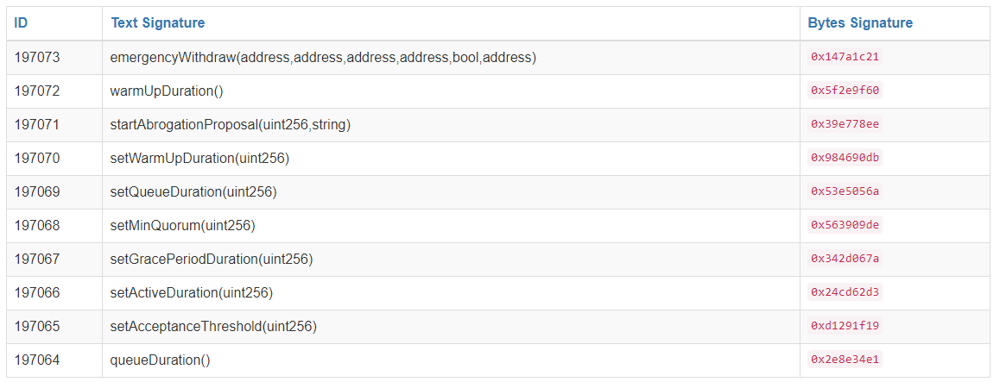 ID Text Signature Bytes Signature
197073 emergencyWithdraw(address,address,address,address,bool,address) 0x147a1c21
197072 warmUpDuration() 0x5f2e9f60
197071 startAbrogationProposal(uint256,string) 0x39e778ee
197070 setWarmUpDuration(uint256) 0x984690db
197069 setQueueDuration(uint256) 0x53e5056a
197068 setMinQuorum(uint256) 0x563909de
197067 setGracePeriodDuration(uint256) 0x342d067a
197066 setActiveDuration(uint256) 0x24cd62d3
197065 setAcceptanceThreshold(uint256) 0xd1291f19
197064 queueDuration() 0x2e8e34e1